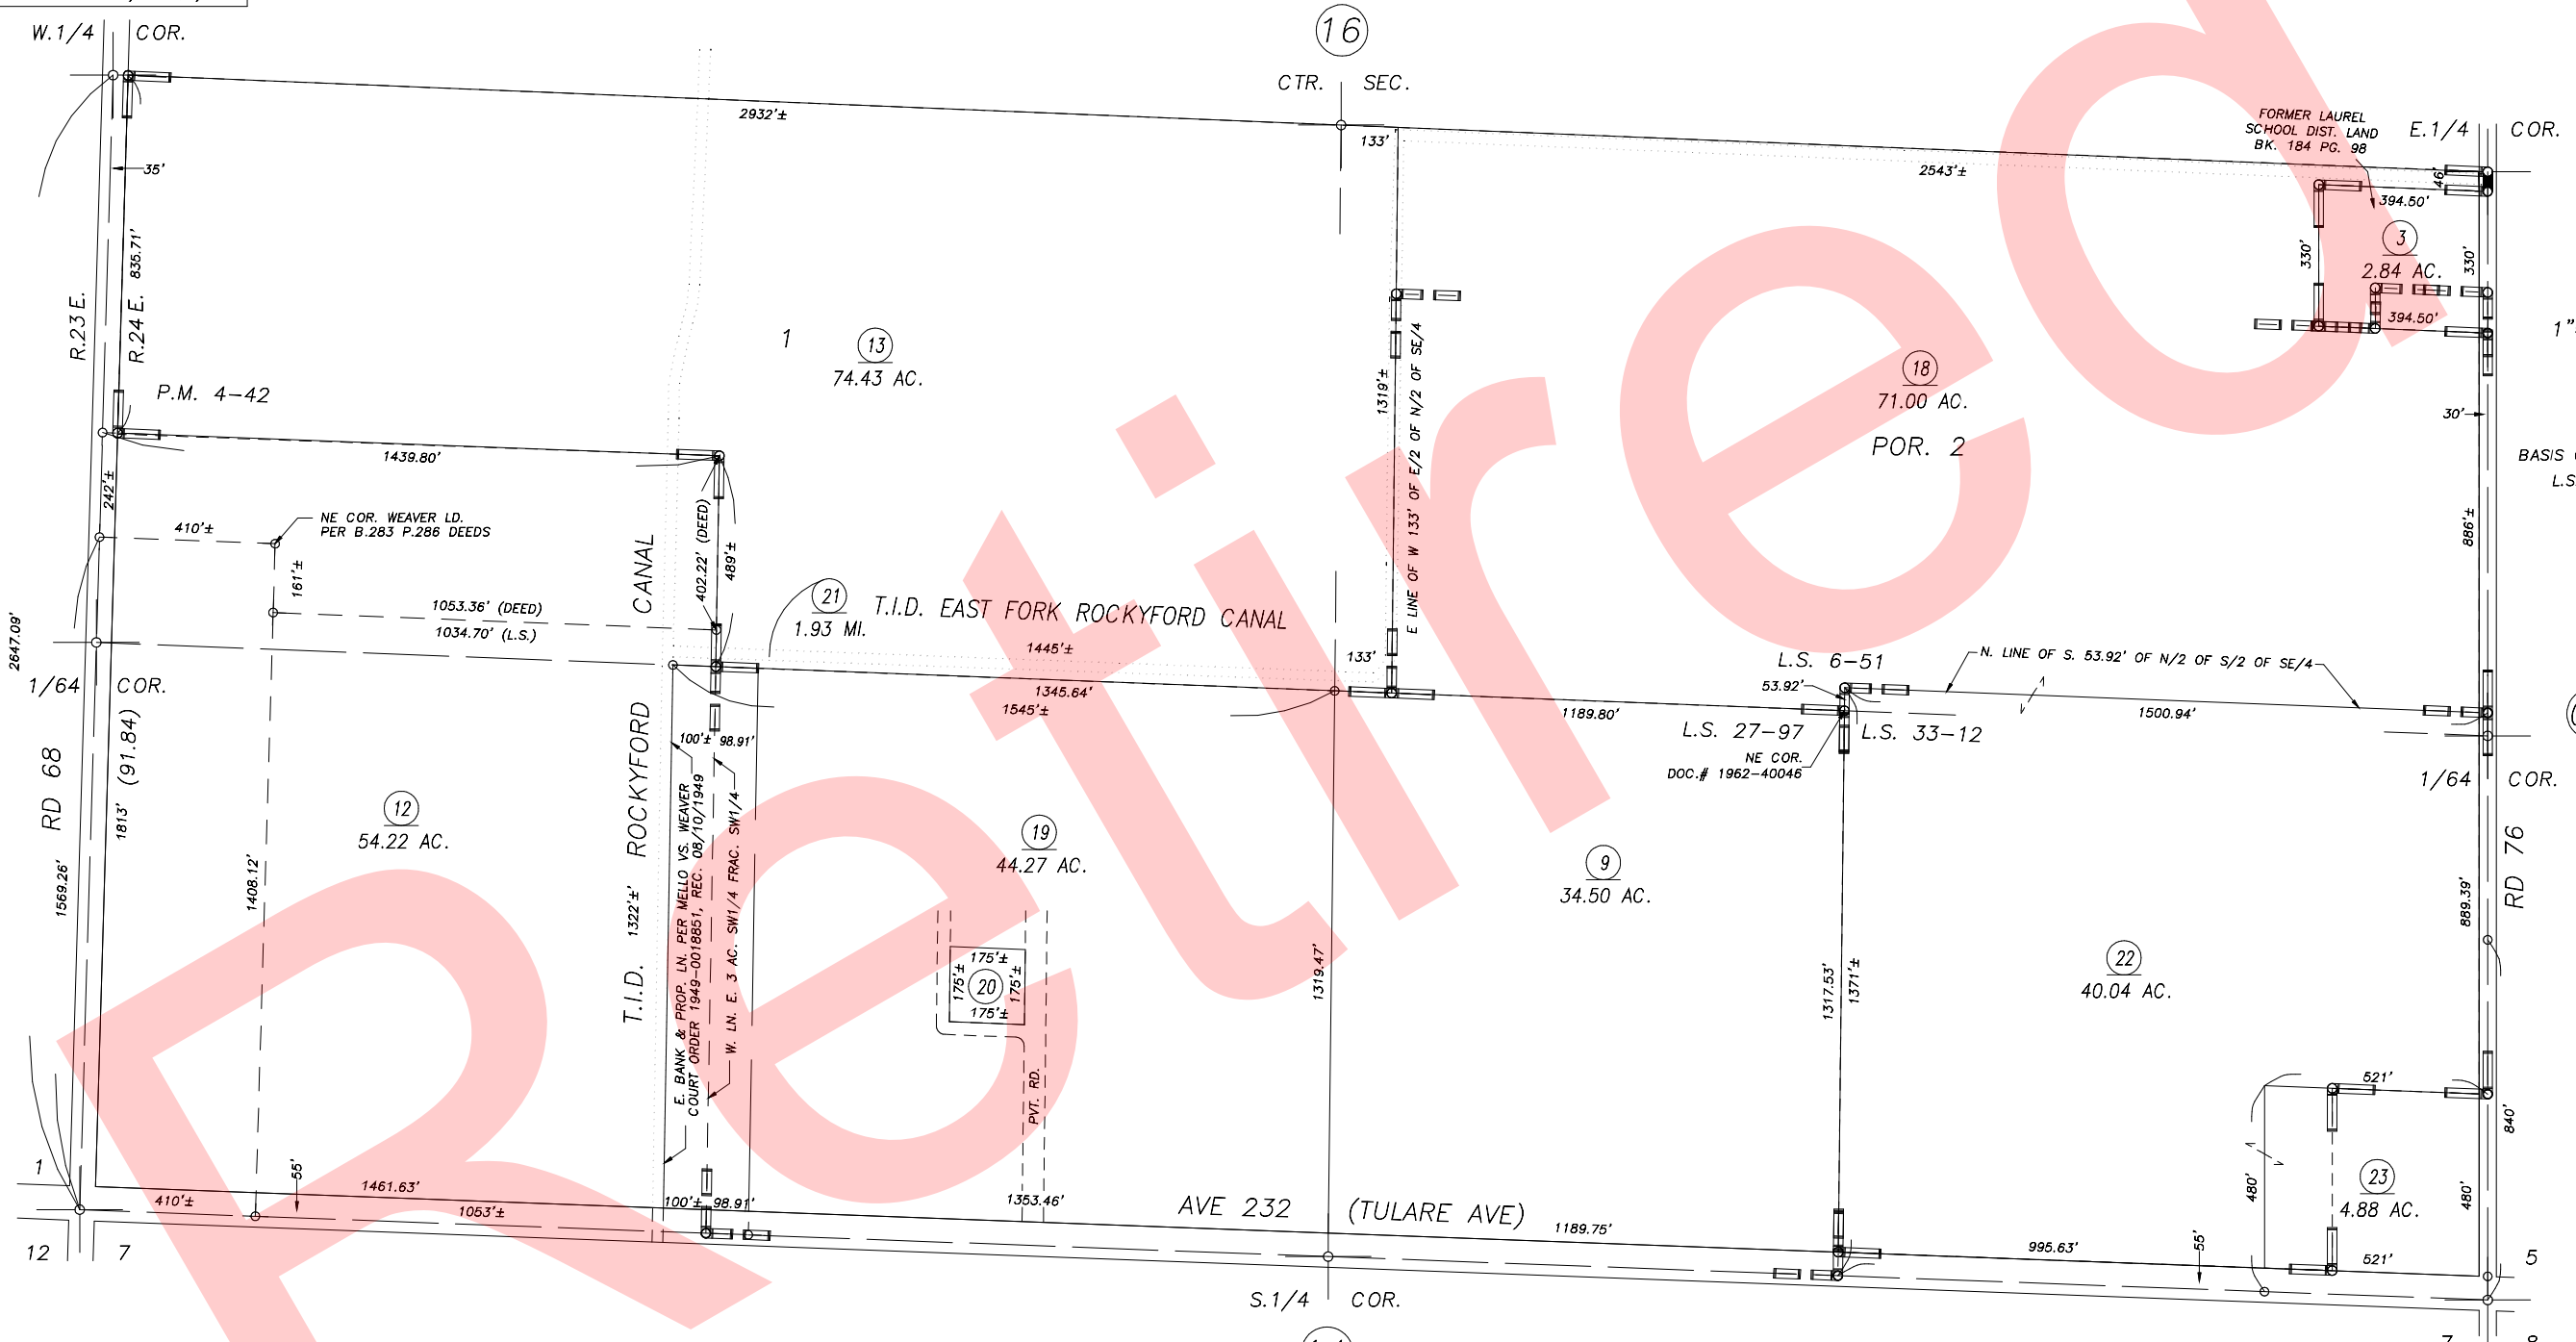 W.1/4 COR.
16
CTR. SEC.
2932'±
133'
FORMER LAUREL
SCHOOL DIST. LAND
BK. 184 PG. 98
E.1/4 COR.
35'
2543'±
46'
394.50'
3
2.84 AC.
330'
330'
394.50'
1"
R.23 E.
R.24 E.
835.71'
P.M. 4-42
1
13
74.43 AC.
1319'±
E LINE OF W 133' OF E/2 OF N/2 OF SE/4
18
71.00 AC.
POR. 2
30'
BASIS
L.S.
886'±
1439.80'
242'±
410'±
NE COR. WEAVER LD.
PER B.283 P.286 DEEDS
161'±
402.22' (DEED)
489'±
1053.36' (DEED)
1034.70' (L.S.)
21
1.93 MI.
T.I.D. EAST FORK ROCKYFORD CANAL
1445'±
133'
2647.09'
1/64 COR.
(91.84)
1345.64'
1545'±
L.S. 6-51
N. LINE OF S. 53.92' OF N/2 OF S/2 OF SE/4
53.92'
1189.80'
1500.94'
L.S. 27-97
L.S. 33-12
NE COR.
DOC.# 1962-40046
1/64 COR.
100'± 98.91'
RD 68
1813'
1569.26'
1408.12'
12
54.22 AC.
T.I.D. 1322'± ROCKYFORD CANAL
E. BANK & PROP. LN. PER MELLO VS. WEAVER
COURT ORDER 1949-0018851, REC. 08/10/1949
W. LN. E. 3 AC. SW1/4 FRAC. SW1/4
19
44.27 AC.
175'±
175'±
20
175'±
175'±
PVT. RD.
1319.47'
9
34.50 AC.
1317.53'
1371'±
22
40.04 AC.
889.39'
RD 76
521'
840'
480'
23
4.88 AC.
480'
521'
1
55'
410'±
1461.63'
1053'±
100'± 98.91'
1353.46'
AVE 232 (TULARE AVE)
1189.75'
995.63'
55'
12 7
5
S.1/4 COR.
7 8
Retired